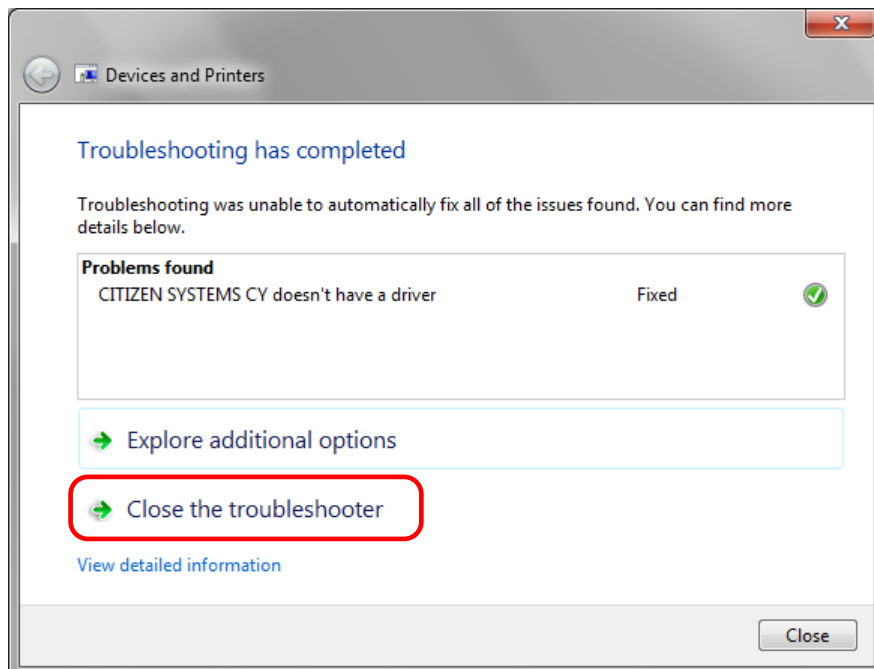 Devices and Printers
Troubleshooting has completed
Troubleshooting was unable to automatically fix all of the issues found. You can find more
details below.
Problems found
CITIZEN SYSTEMS CY doesn't have a driver Fixed
Explore additional options
Close the troubleshooter
View detailed information
Close